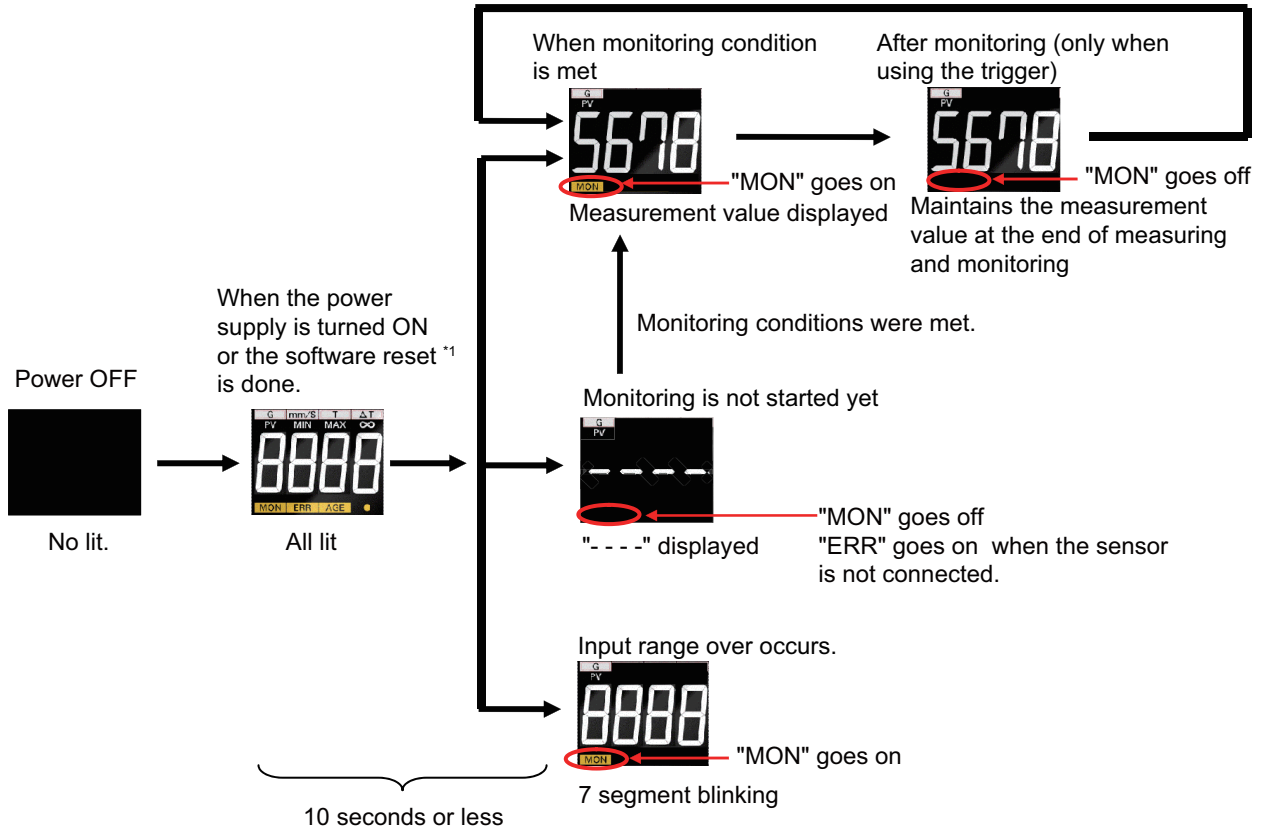 When monitoring condition
is met
G
PV
5678
MON
"MON" goes on
Measurement value displayed
After monitoring (only when
using the trigger)
G
PV
5678
"MON" goes off
Maintains the measurement
value at the end of measuring
and monitoring
Monitoring conditions were met.
Power OFF
No lit.
When the power
supply is turned ON
or the software reset *1
is done.
G mm/S T ΔT
PV MIN MAX ∞
8888
MON ERR AGE
All lit
Monitoring is not started yet
G
PV
- - - -
"MON" goes off
"ERR" goes on when the sensor
is not connected.
"- - - -" displayed
Input range over occurs.
G
PV
8888
MON
"MON" goes on
7 segment blinking
10 seconds or less